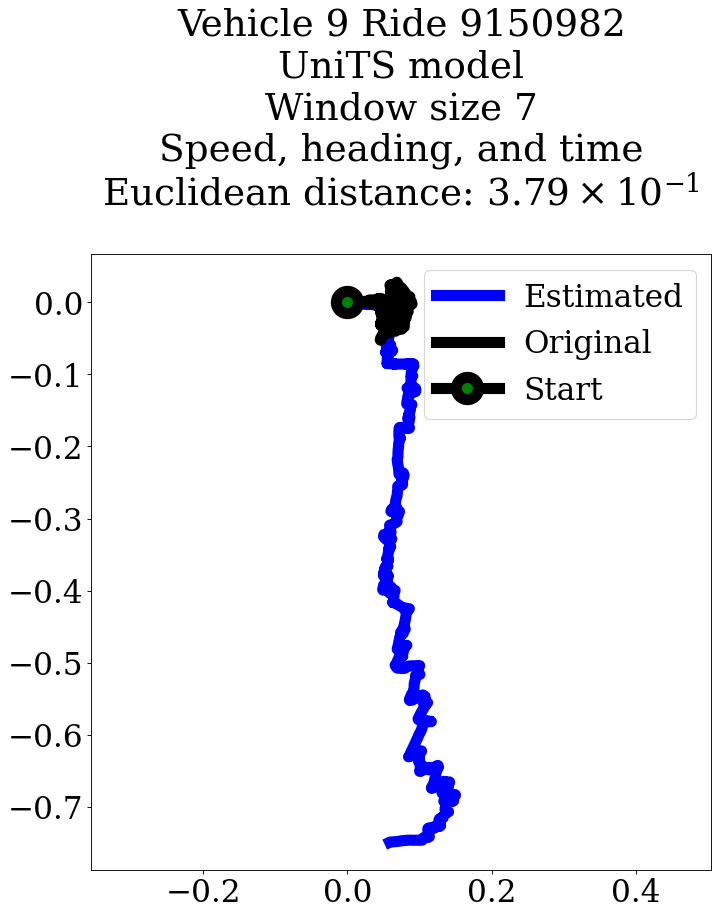 Vehicle 9 Ride 9150982
UniTS model
Window size 7
Speed, heading, and time
Euclidean distance: 3.79 × 10⁻¹
Estimated
Original
Start
0.0
−0.1
−0.2
−0.3
−0.4
−0.5
−0.6
−0.7
−0.2 0.0 0.2 0.4